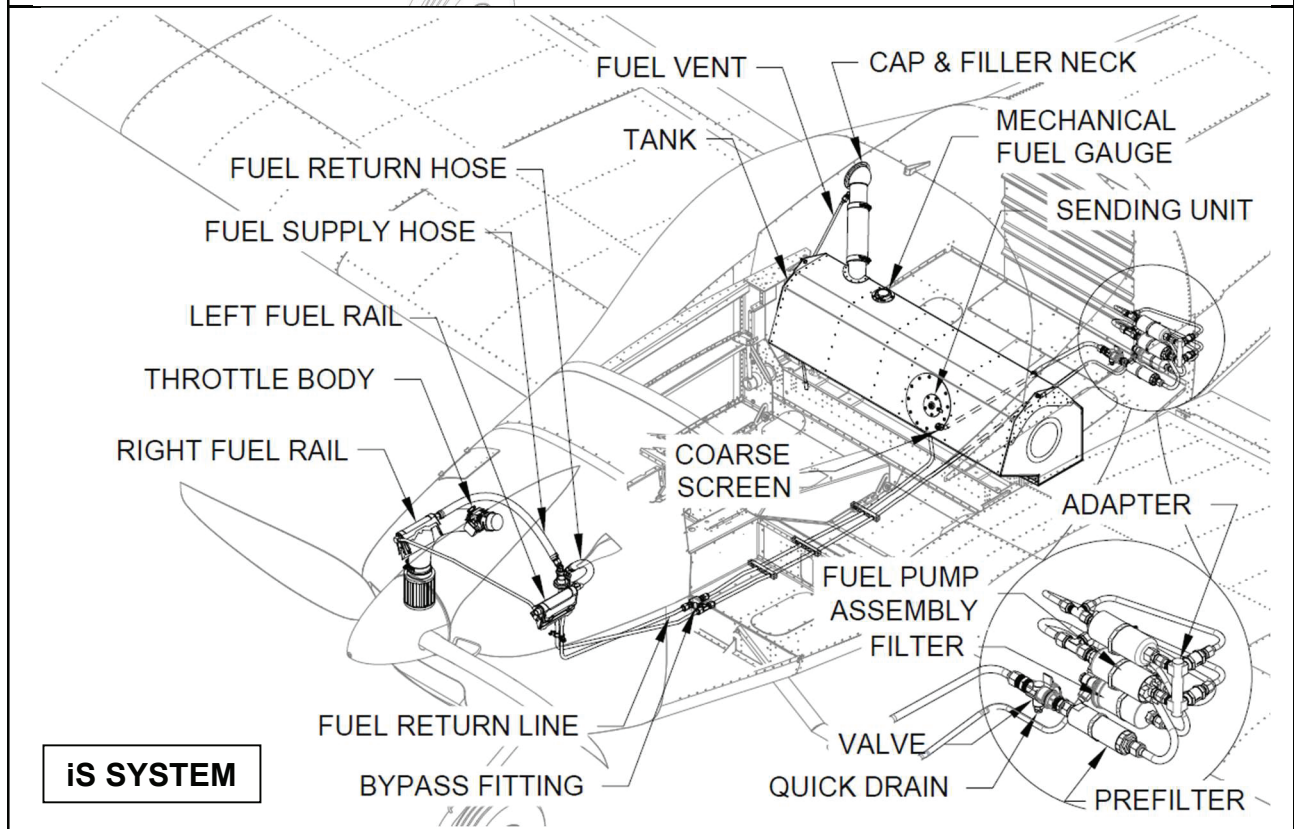 FUEL VENT
CAP & FILLER NECK
TANK
MECHANICAL
FUEL GAUGE
FUEL RETURN HOSE
SENDING UNIT
FUEL SUPPLY HOSE
LEFT FUEL RAIL
THROTTLE BODY
RIGHT FUEL RAIL
COARSE
SCREEN
ADAPTER
FUEL PUMP
ASSEMBLY
FILTER
FUEL RETURN LINE
VALVE
BYPASS FITTING
QUICK DRAIN
PREFILTER
iS SYSTEM